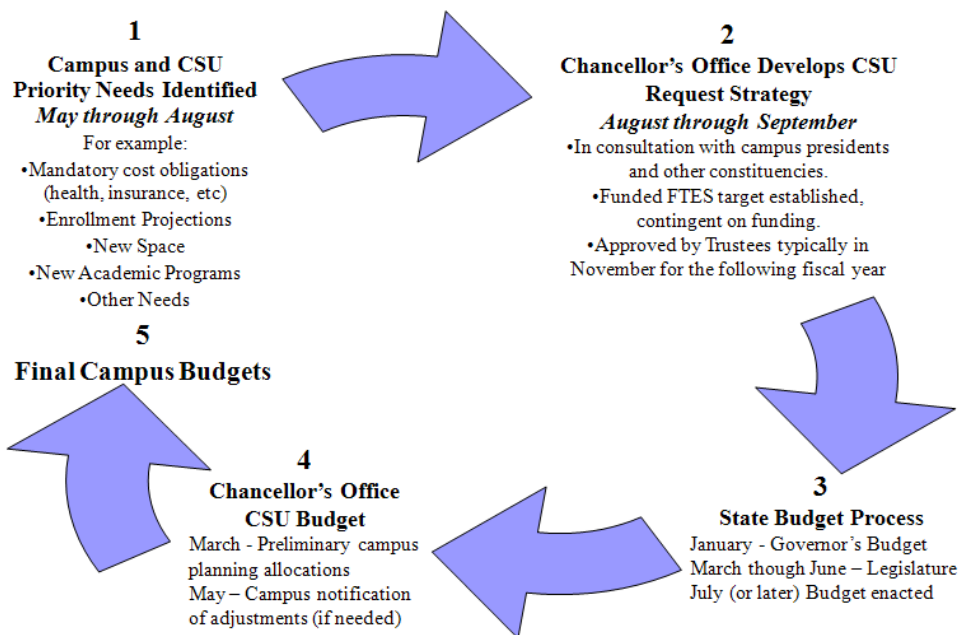 1
Campus and CSU
Priority Needs Identified
May through August
For example:
•Mandatory cost obligations
(health, insurance, etc)
•Enrollment Projections
•New Space
•New Academic Programs
•Other Needs
2
Chancellor's Office Develops CSU
Request Strategy
August through September
•In consultation with campus presidents
and other constituencies.
•Funded FTES target established,
contingent on funding.
•Approved by Trustees typically in
November for the following fiscal year
3
State Budget Process
January - Governor's Budget
March though June – Legislature
July (or later) Budget enacted
4
Chancellor's Office
CSU Budget
March - Preliminary campus
planning allocations
May – Campus notification
of adjustments (if needed)
5
Final Campus Budgets